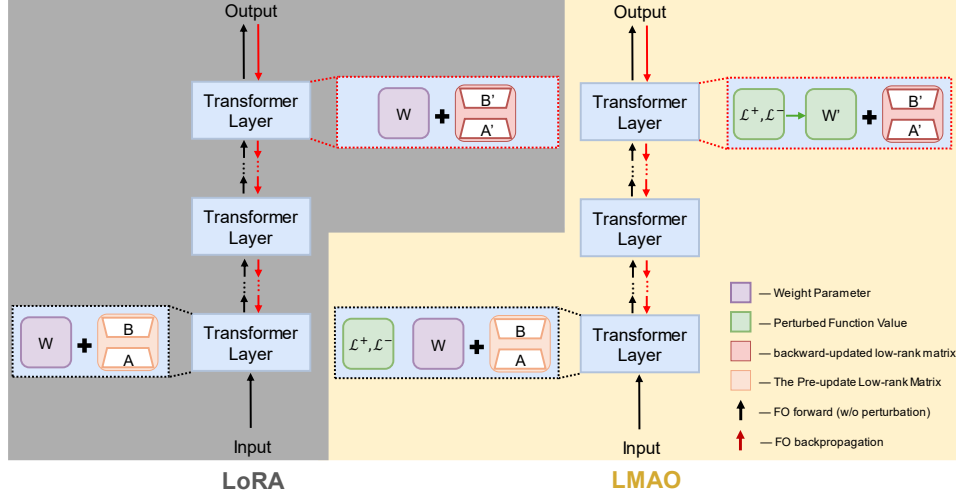 Output
Transformer
Layer
W
B'
A'
Transformer
Layer
W
B
A
Transformer
Layer
Input
LoRA
Output
Transformer
Layer
ℒ⁺,ℒ⁻
W'
B'
A'
Transformer
Layer
ℒ⁺,ℒ⁻
W
B
A
Transformer
Layer
Input
LMAO
— Weight Parameter
— Perturbed Function Value
— backward-updated low-rank matrix
— The Pre-update Low-rank Matrix
— FO forward (w/o perturbation)
— FO backpropagation